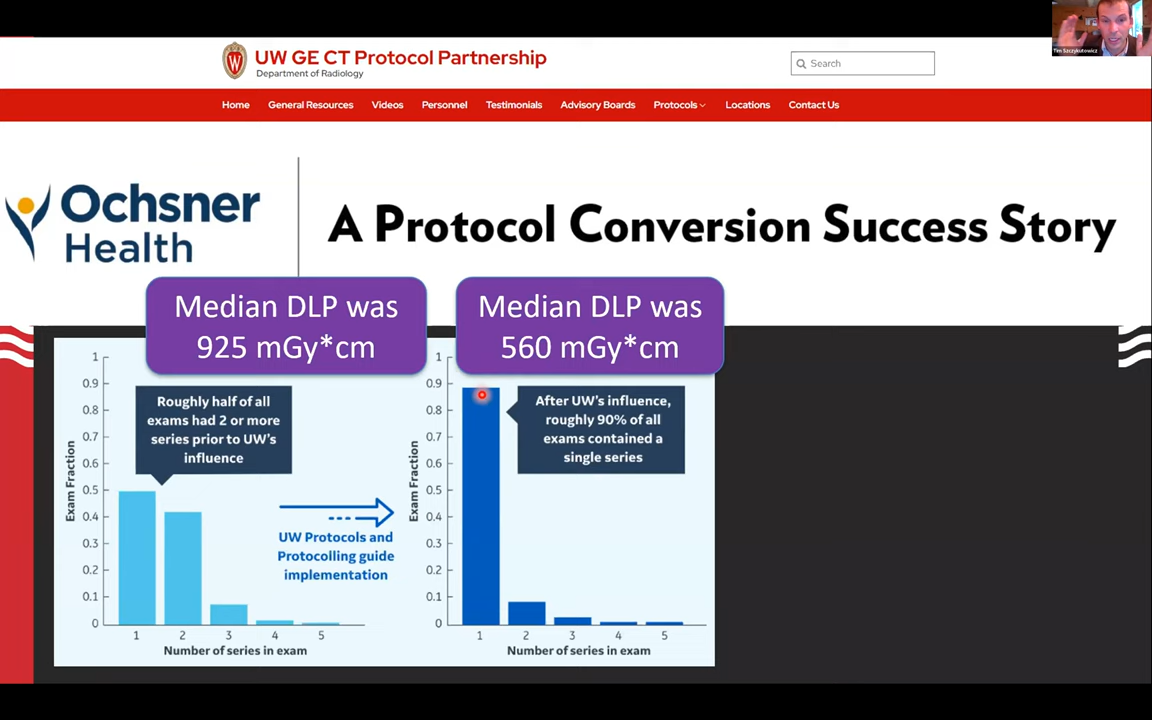 UW GE CT Protocol Partnership
Department of Radiology
Search
Home General Resources Videos Personnel Testimonials Advisory Boards Protocols Locations Contact Us
Tim Szczykutowicz
Ochsner
Health
A Protocol Conversion Success Story
Median DLP was
925 mGy*cm
Median DLP was
560 mGy*cm
Exam Fraction
1
0.9
0.8
0.7
0.6
0.5
0.4
0.3
0.2
0.1
0
Roughly half of all
exams had 2 or more
series prior to UW's
influence
1 2 3 4 5
Number of series in exam
UW Protocols and
Protocolling guide
implementation
Exam Fraction
1
0.9
0.8
0.7
0.6
0.5
0.4
0.3
0.2
0.1
0
After UW's influence,
roughly 90% of all
exams contained a
single series
1 2 3 4 5
Number of series in exam